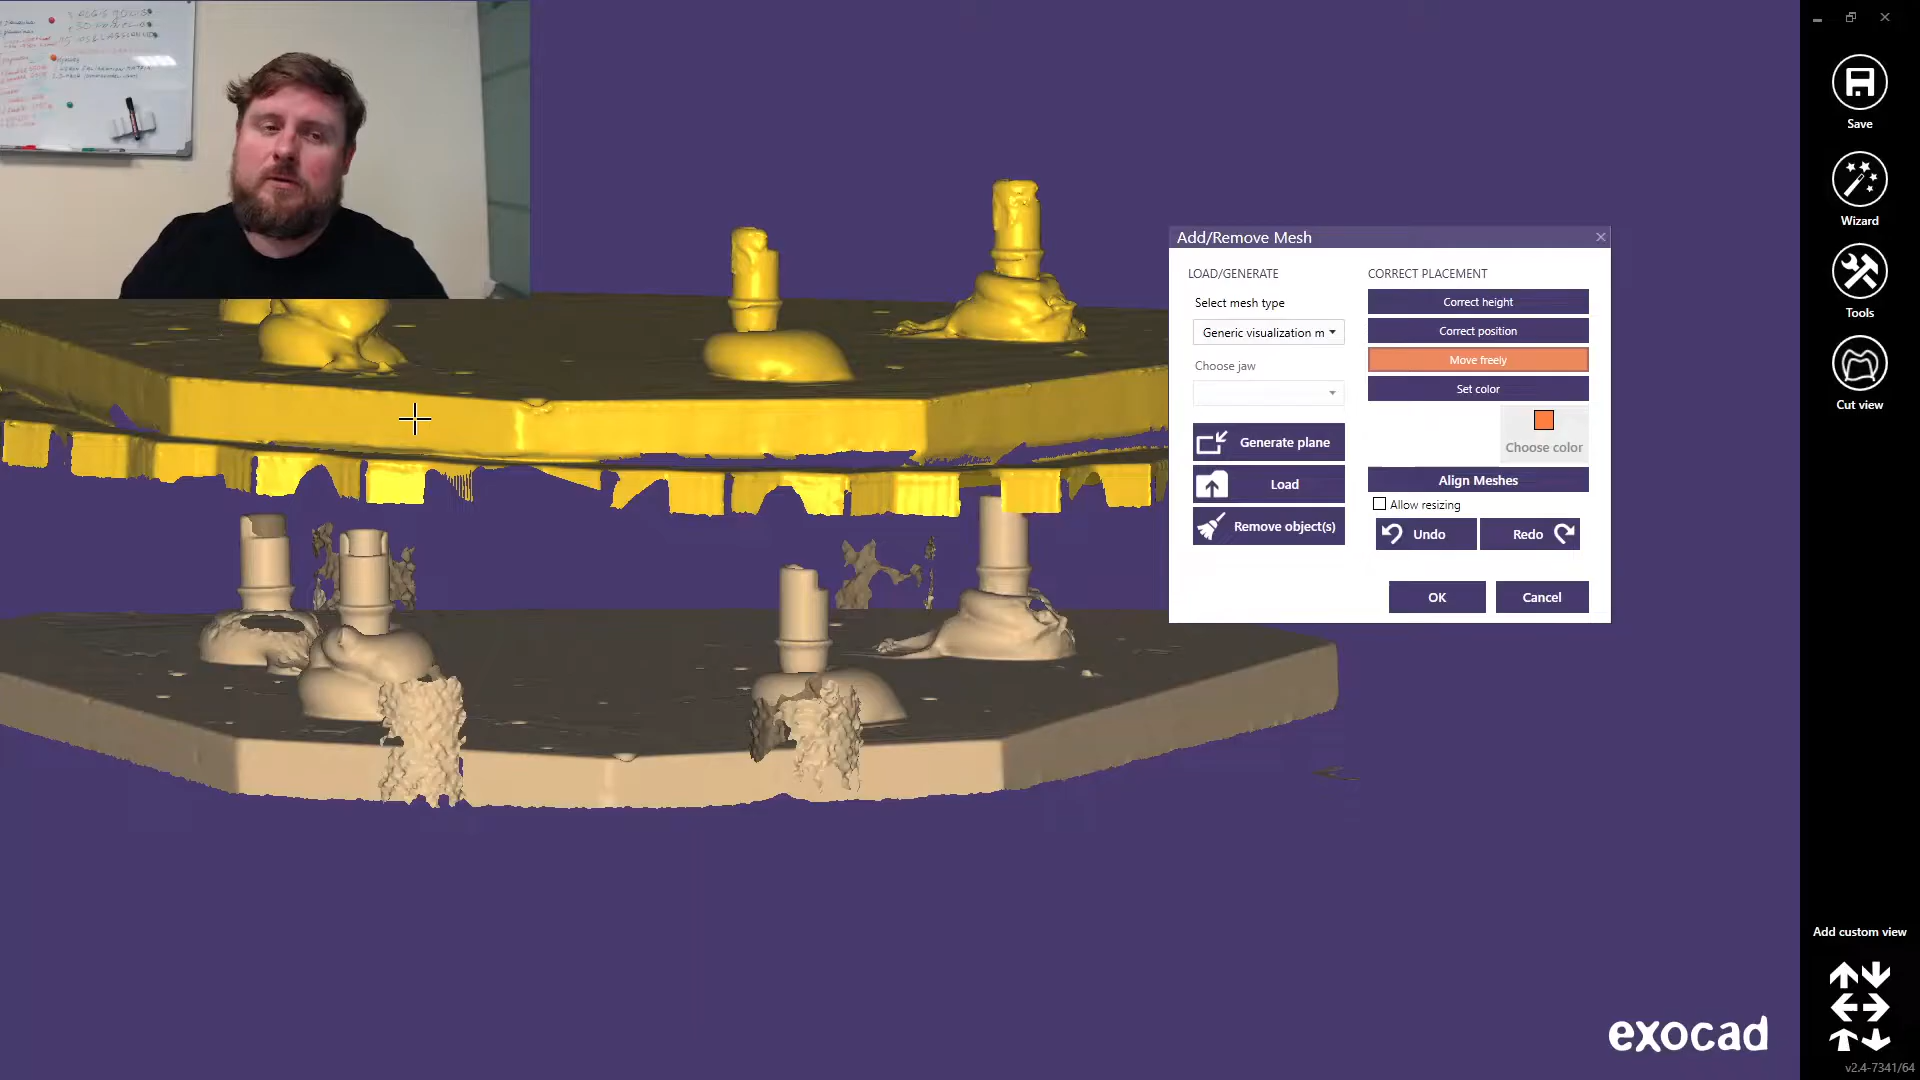 Save
Wizard
Tools
Cut view
Add/Remove Mesh
LOAD/GENERATE
Select mesh type
Generic visualization m
Choose jaw
Generate plane
Load
Remove object(s)
CORRECT PLACEMENT
Correct height
Correct position
Move freely
Set color
Choose color
Align Meshes
Allow resizing
Undo
Redo
OK
Cancel
Add custom view
exocad
v2.4-7341/64